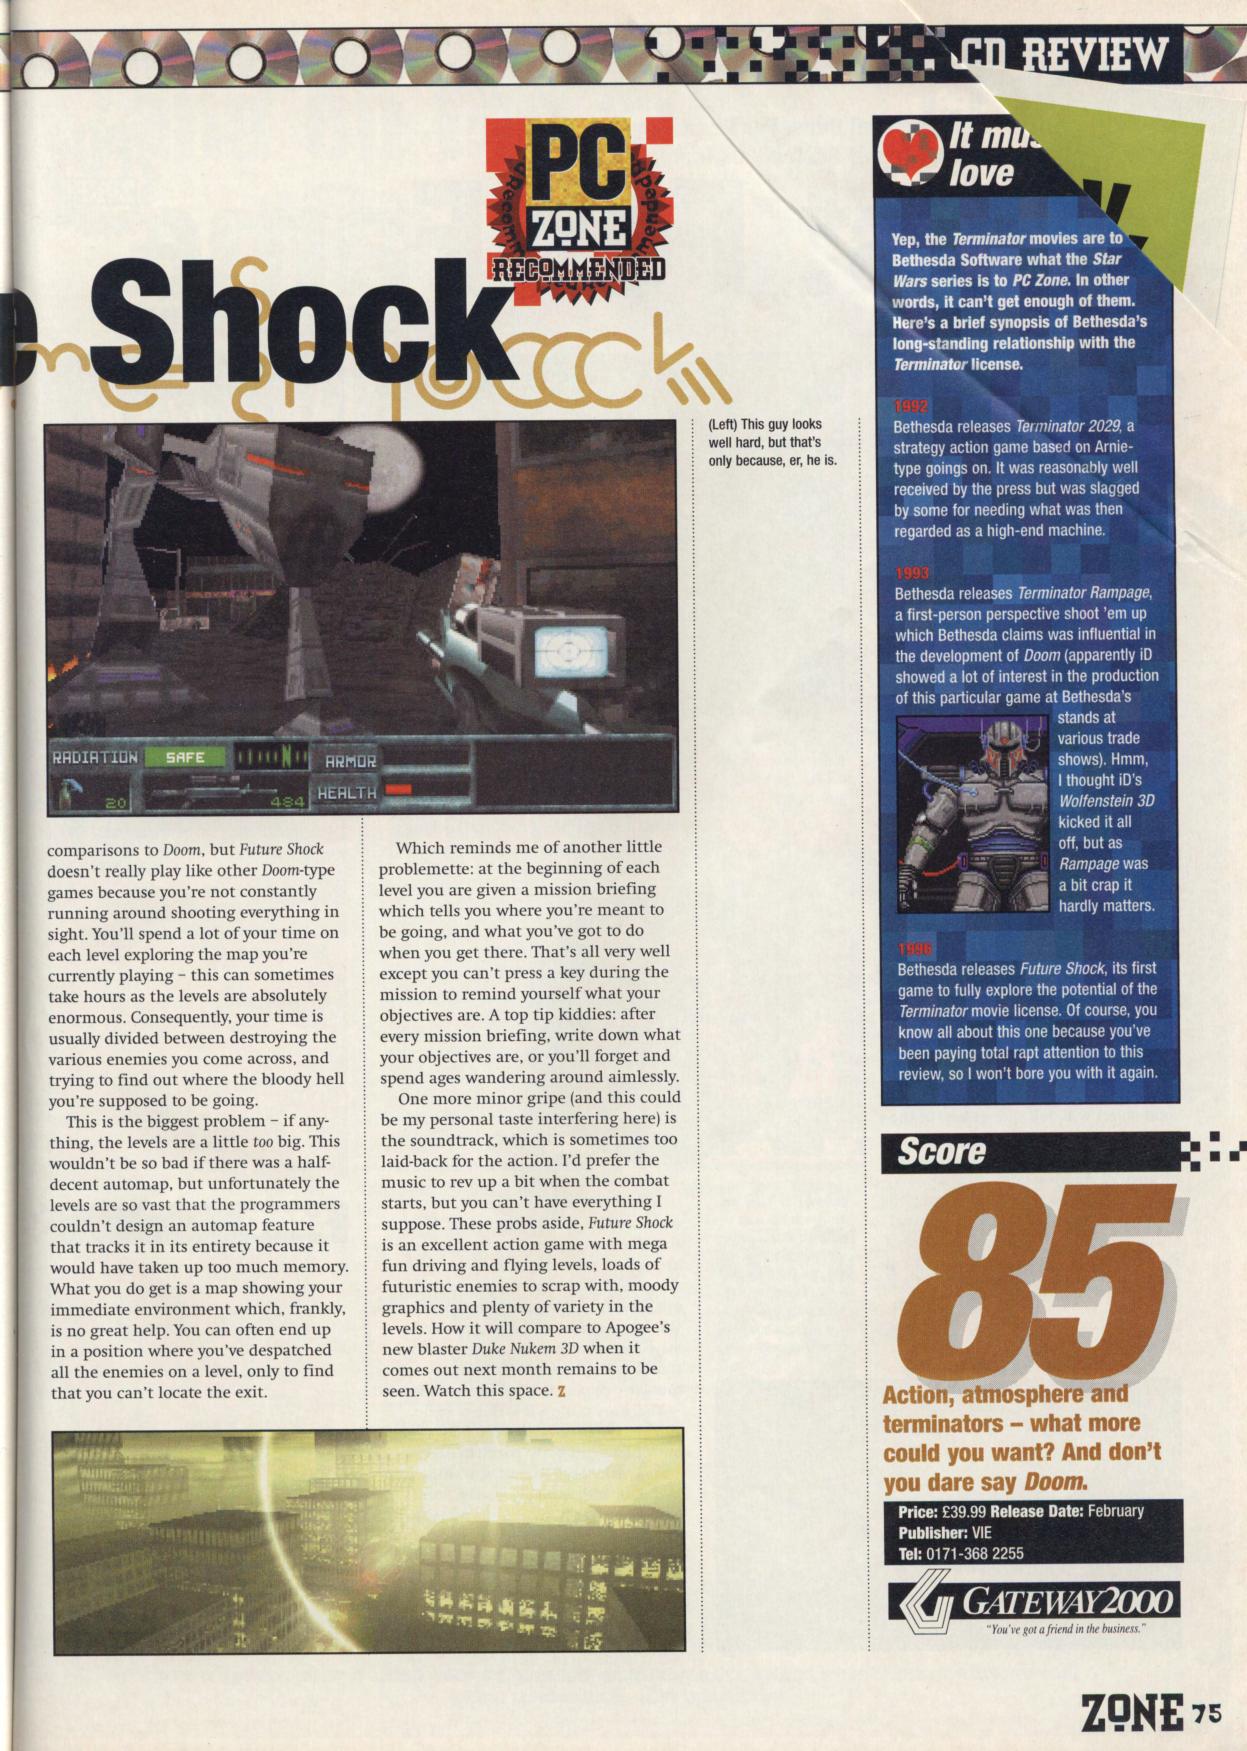 CD REVIEW
PC
ZONE
Recommended
RECOMMENDED
e Shock
(Left) This guy looks
well hard, but that's
only because, er, he is.
RADIATION SAFE N ARMOR
HEALTH
20 484
comparisons to Doom, but Future Shock
doesn't really play like other Doom-type
games because you're not constantly
running around shooting everything in
sight. You'll spend a lot of your time on
each level exploring the map you're
currently playing – this can sometimes
take hours as the levels are absolutely
enormous. Consequently, your time is
usually divided between destroying the
various enemies you come across, and
trying to find out where the bloody hell
you're supposed to be going.
This is the biggest problem – if any-
thing, the levels are a little too big. This
wouldn't be so bad if there was a half-
decent automap, but unfortunately the
levels are so vast that the programmers
couldn't design an automap feature
that tracks it in its entirety because it
would have taken up too much memory.
What you do get is a map showing your
immediate environment which, frankly,
is no great help. You can often end up
in a position where you've despatched
all the enemies on a level, only to find
that you can't locate the exit.
Which reminds me of another little
problemette: at the beginning of each
level you are given a mission briefing
which tells you where you're meant to
be going, and what you've got to do
when you get there. That's all very well
except you can't press a key during the
mission to remind yourself what your
objectives are. A top tip kiddies: after
every mission briefing, write down what
your objectives are, or you'll forget and
spend ages wandering around aimlessly.
One more minor gripe (and this could
be my personal taste interfering here) is
the soundtrack, which is sometimes too
laid-back for the action. I'd prefer the
music to rev up a bit when the combat
starts, but you can't have everything I
suppose. These probs aside, Future Shock
is an excellent action game with mega
fun driving and flying levels, loads of
futuristic enemies to scrap with, moody
graphics and plenty of variety in the
levels. How it will compare to Apogee's
new blaster Duke Nukem 3D when it
comes out next month remains to be
seen. Watch this space. Z
It mus
love
Yep, the Terminator movies are to
Bethesda Software what the Star
Wars series is to PC Zone. In other
words, it can't get enough of them.
Here's a brief synopsis of Bethesda's
long-standing relationship with the
Terminator license.
1992
Bethesda releases Terminator 2029, a
strategy action game based on Arnie-
type goings on. It was reasonably well
received by the press but was slagged
by some for needing what was then
regarded as a high-end machine.
1993
Bethesda releases Terminator Rampage,
a first-person perspective shoot 'em up
which Bethesda claims was influential in
the development of Doom (apparently iD
showed a lot of interest in the production
of this particular game at Bethesda's
stands at
various trade
shows). Hmm,
I thought iD's
Wolfenstein 3D
kicked it all
off, but as
Rampage was
a bit crap it
hardly matters.
1996
Bethesda releases Future Shock, its first
game to fully explore the potential of the
Terminator movie license. Of course, you
know all about this one because you've
been paying total rapt attention to this
review, so I won't bore you with it again.
Score
85
Action, atmosphere and
terminators – what more
could you want? And don't
you dare say Doom.
Price: £39.99 Release Date: February
Publisher: VIE
Tel: 0171-368 2255
GATEWAY2000
"You've got a friend in the business."
ZONE 75